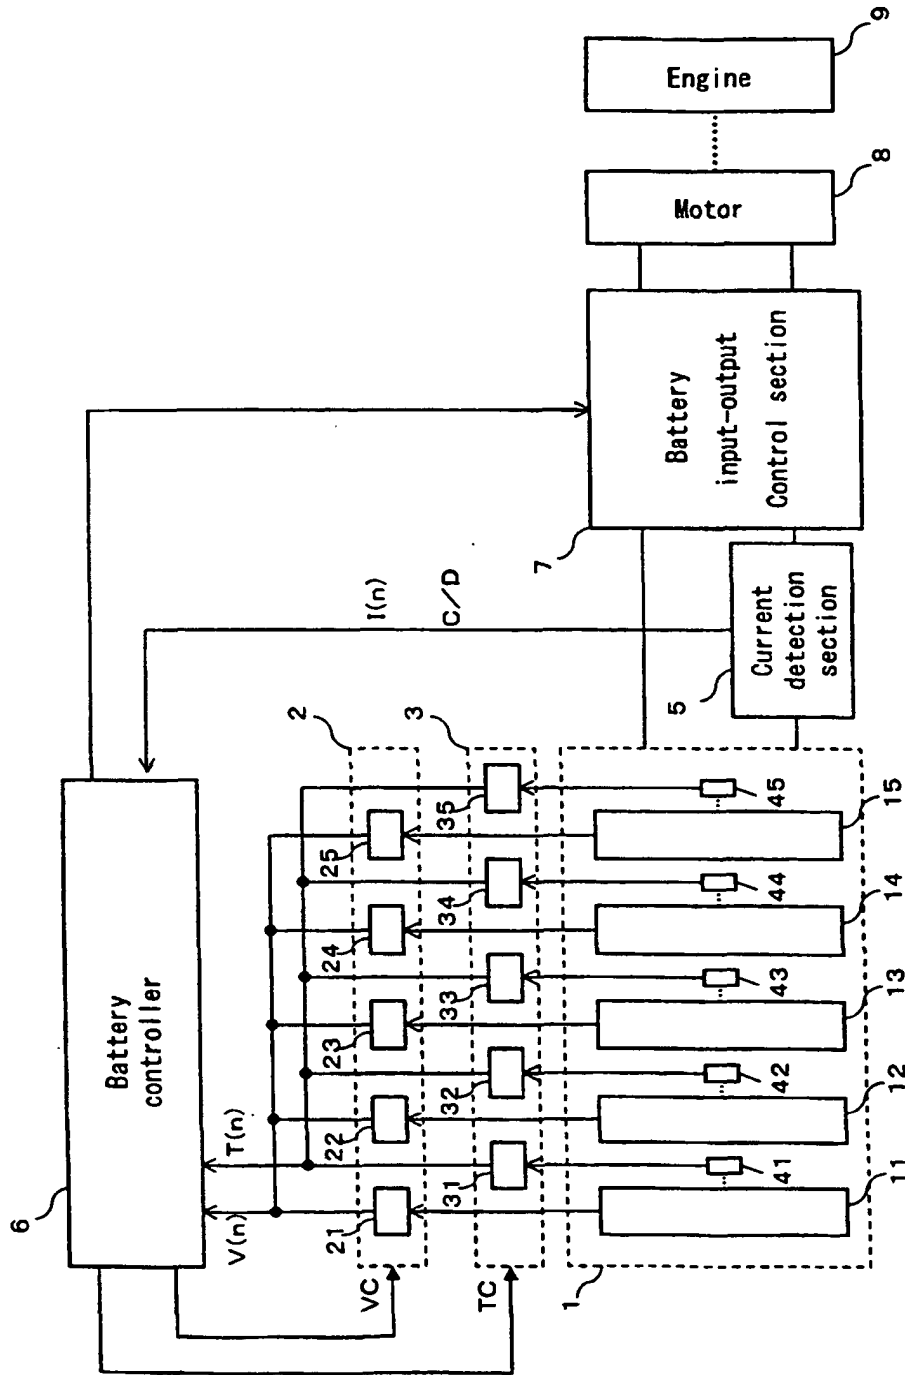 6
Battery
controller
V(n)
T(n)
I(n)
C/D
VC
TC
2
21
22
23
24
25
3
31
32
33
34
35
1
41
42
43
44
45
11
12
13
14
15
5
Current
detection
section
7
Battery
input-output
Control section
Motor
8
Engine
9